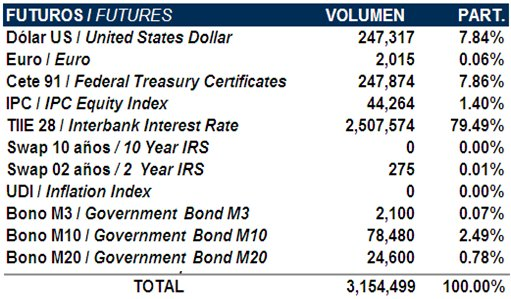 FUTUROS / FUTURES VOLUMEN PART.
Dólar US / United States Dollar 247,317 7.84%
Euro / Euro 2,015 0.06%
Cete 91 / Federal Treasury Certificates 247,874 7.86%
IPC / IPC Equity Index 44,264 1.40%
TIIE 28 / Interbank Interest Rate 2,507,574 79.49%
Swap 10 años / 10 Year IRS 0 0.00%
Swap 02 años / 2 Year IRS 275 0.01%
UDI / Inflation Index 0 0.00%
Bono M3 / Government Bond M3 2,100 0.07%
Bono M10 / Government Bond M10 78,480 2.49%
Bono M20 / Government Bond M20 24,600 0.78%
TOTAL 3,154,499 100.00%